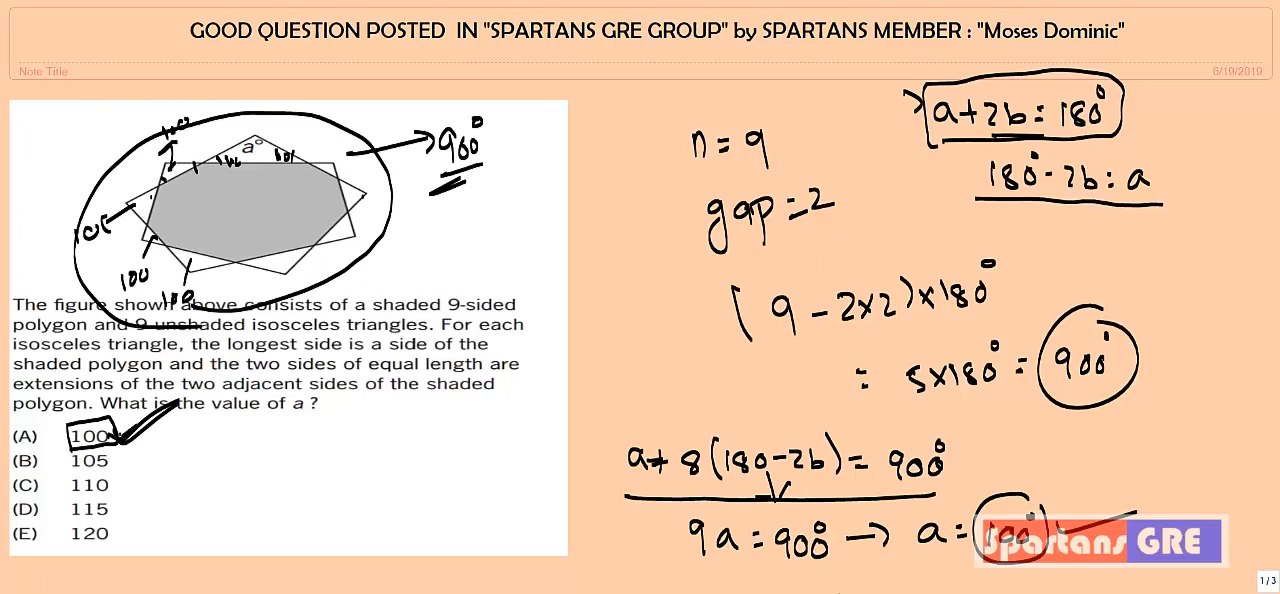 GOOD QUESTION POSTED IN "SPARTANS GRE GROUP" by SPARTANS MEMBER : "Moses Dominic"
Note Title
6/19/2019
a°
100
100
100
100
100
900°
The figure shown above consists of a shaded 9-sided
polygon and 9 unshaded isosceles triangles. For each
isosceles triangle, the longest side is a side of the
shaded polygon and the two sides of equal length are
extensions of the two adjacent sides of the shaded
polygon. What is the value of a ?
(A) 100
(B) 105
(C) 110
(D) 115
(E) 120
n = 9
gap = 2
a + 2b = 180°
180° - 2b = a
(9 - 2×2) × 180°
= 5 × 180° = 900°
a + 8(180 - 2b) = 900°
9a = 900° → a = 100°
Spartans GRE
1 / 3